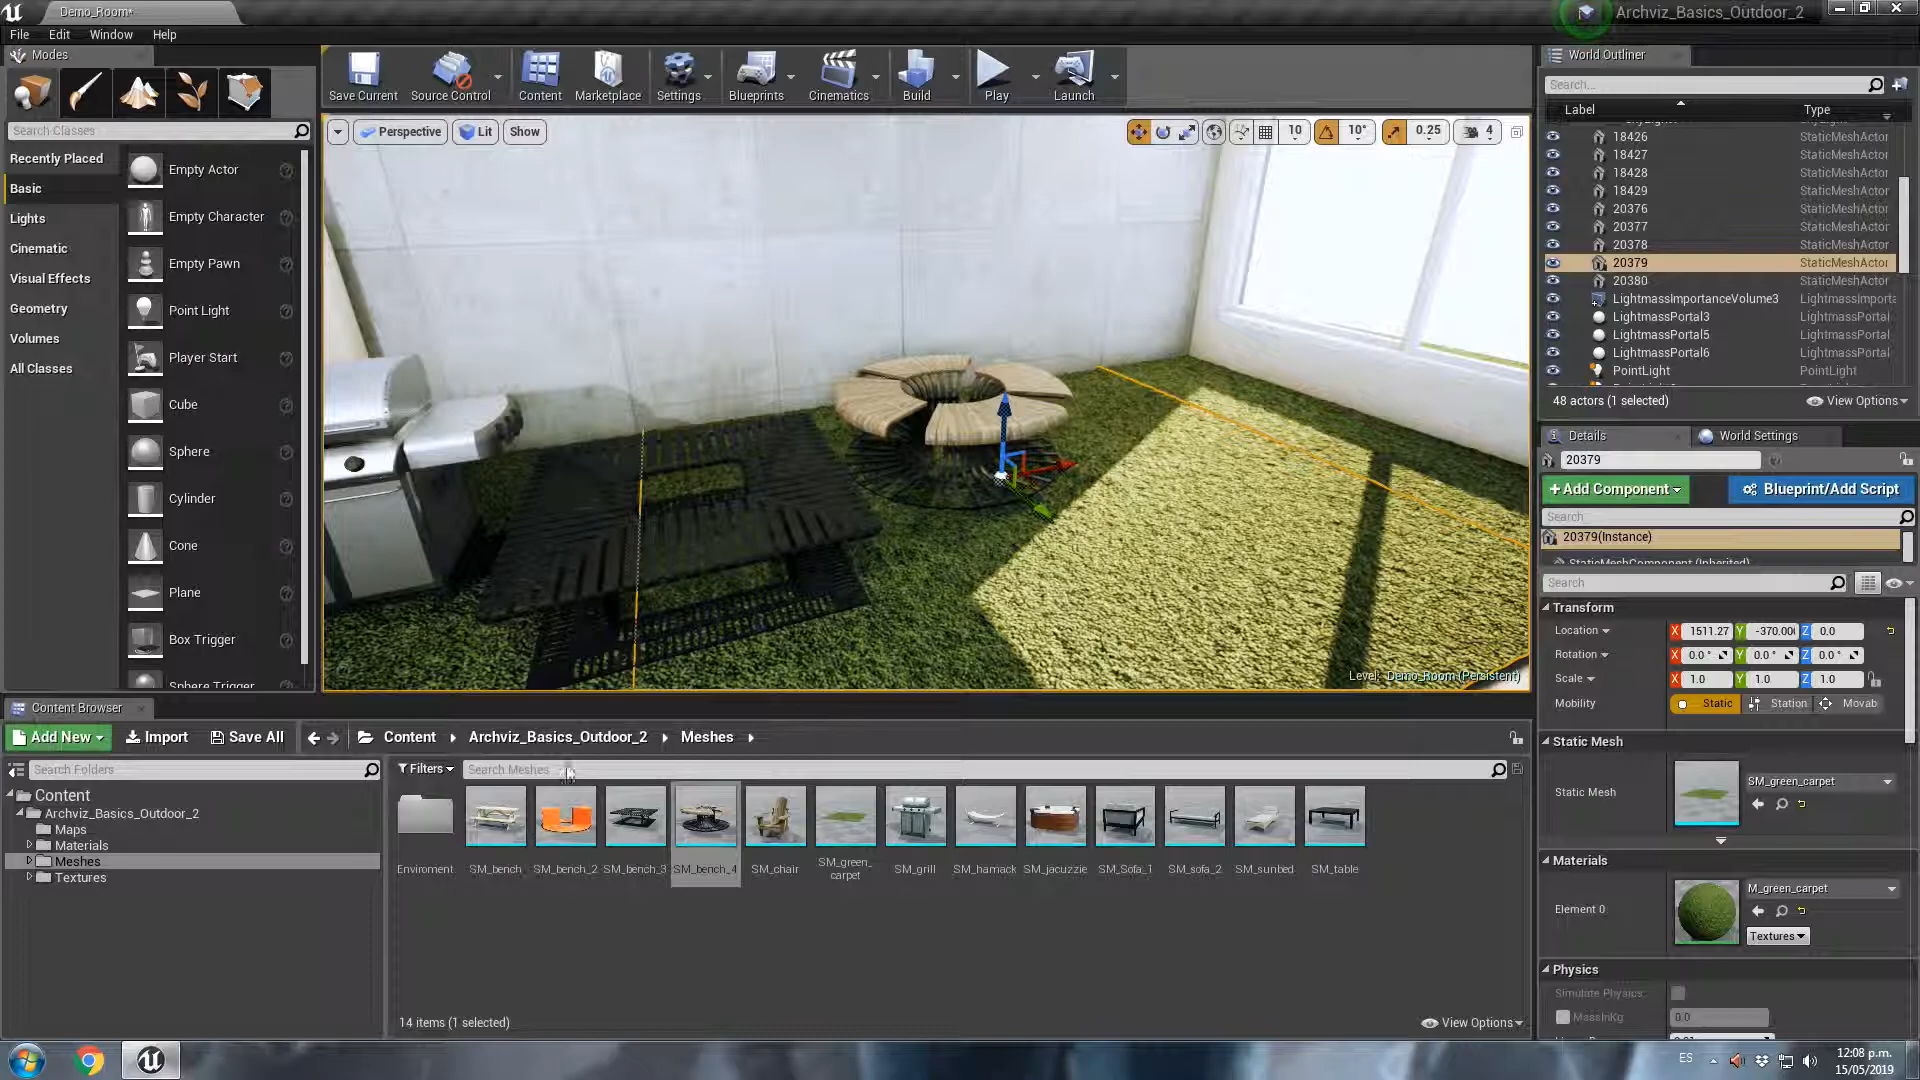 Demo_Room*
Archviz_Basics_Outdoor_2
File Edit Window Help
Modes
Search Classes
Recently Placed
Basic
Lights
Cinematic
Visual Effects
Geometry
Volumes
All Classes
Empty Actor
Empty Character
Empty Pawn
Point Light
Player Start
Cube
Sphere
Cylinder
Cone
Plane
Box Trigger
Sphere Trigger
Save Current Source Control Content Marketplace Settings Blueprints Cinematics Build Play Launch
Perspective Lit Show 10 10° 0.25 4
Level: Demo_Room (Persistent)
World Outliner
Search...
Label Type
18426 StaticMeshActor
18427 StaticMeshActor
18428 StaticMeshActor
18429 StaticMeshActor
20376 StaticMeshActor
20377 StaticMeshActor
20378 StaticMeshActor
20379 StaticMeshActor
20380 StaticMeshActor
LightmassImportanceVolume3 LightmassImporta
LightmassPortal3 LightmassPortal
LightmassPortal5 LightmassPortal
LightmassPortal6 LightmassPortal
PointLight PointLight
48 actors (1 selected) View Options
Details World Settings
20379
+Add Component Blueprint/Add Script
Search
20379(Instance)
StaticMeshComponent (Inherited)
Search
Transform
Location X 1511.27 Y -370.00 Z 0.0
Rotation X 0.0 ° Y 0.0 ° Z 0.0 °
Scale X 1.0 Y 1.0 Z 1.0
Mobility Static Station Movab
Static Mesh
Static Mesh SM_green_carpet
Materials
Element 0 M_green_carpet
Textures
Physics
Simulate Physics
MassInKg 0.0
Content Browser
Add New Import Save All Content Archviz_Basics_Outdoor_2 Meshes
Search Folders
Filters Search Meshes
Content
Archviz_Basics_Outdoor_2
Maps
Materials
Meshes
Textures
Enviroment SM_bench SM_bench_2 SM_bench_3 SM_bench_4 SM_chair SM_green_carpet SM_grill SM_hamack SM_jacuzzie SM_Sofa_1 SM_sofa_2 SM_sunbed SM_table
14 items (1 selected) View Options
ES
12:08 p.m.
15/05/2019